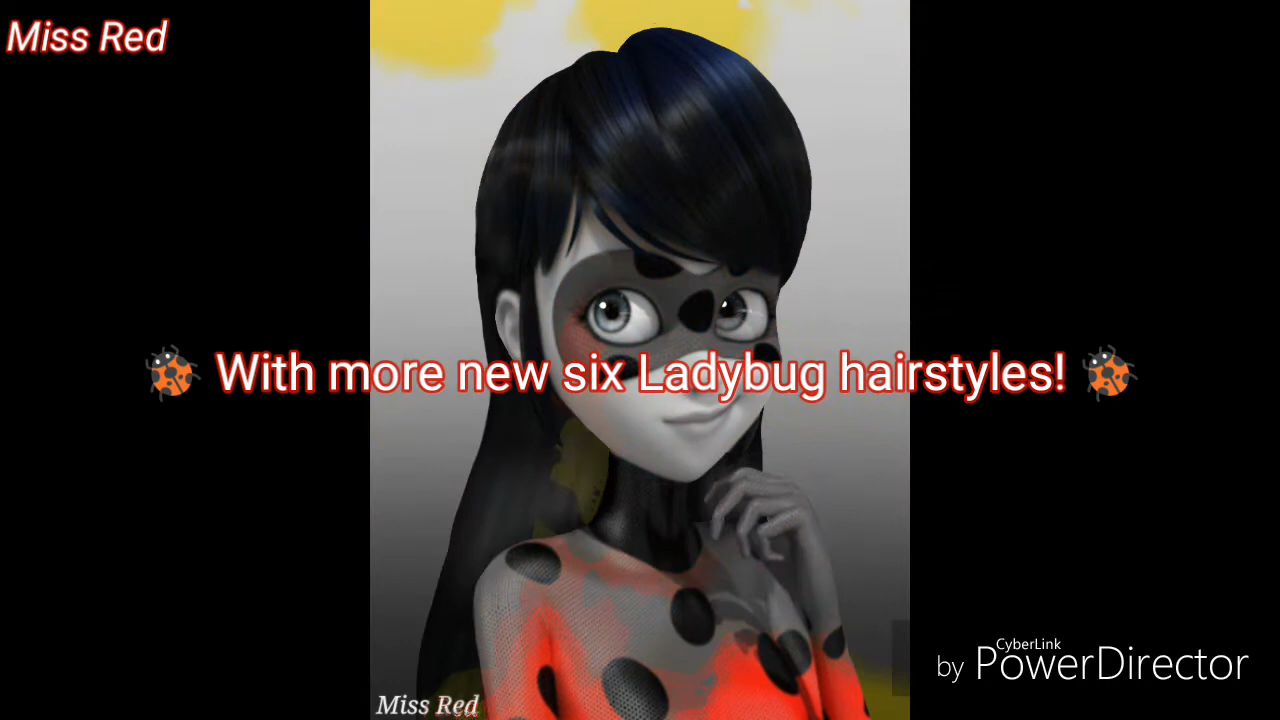 Miss Red
🐞 With more new six Ladybug hairstyles! 🐞
CyberLink
by PowerDirector
Miss Red